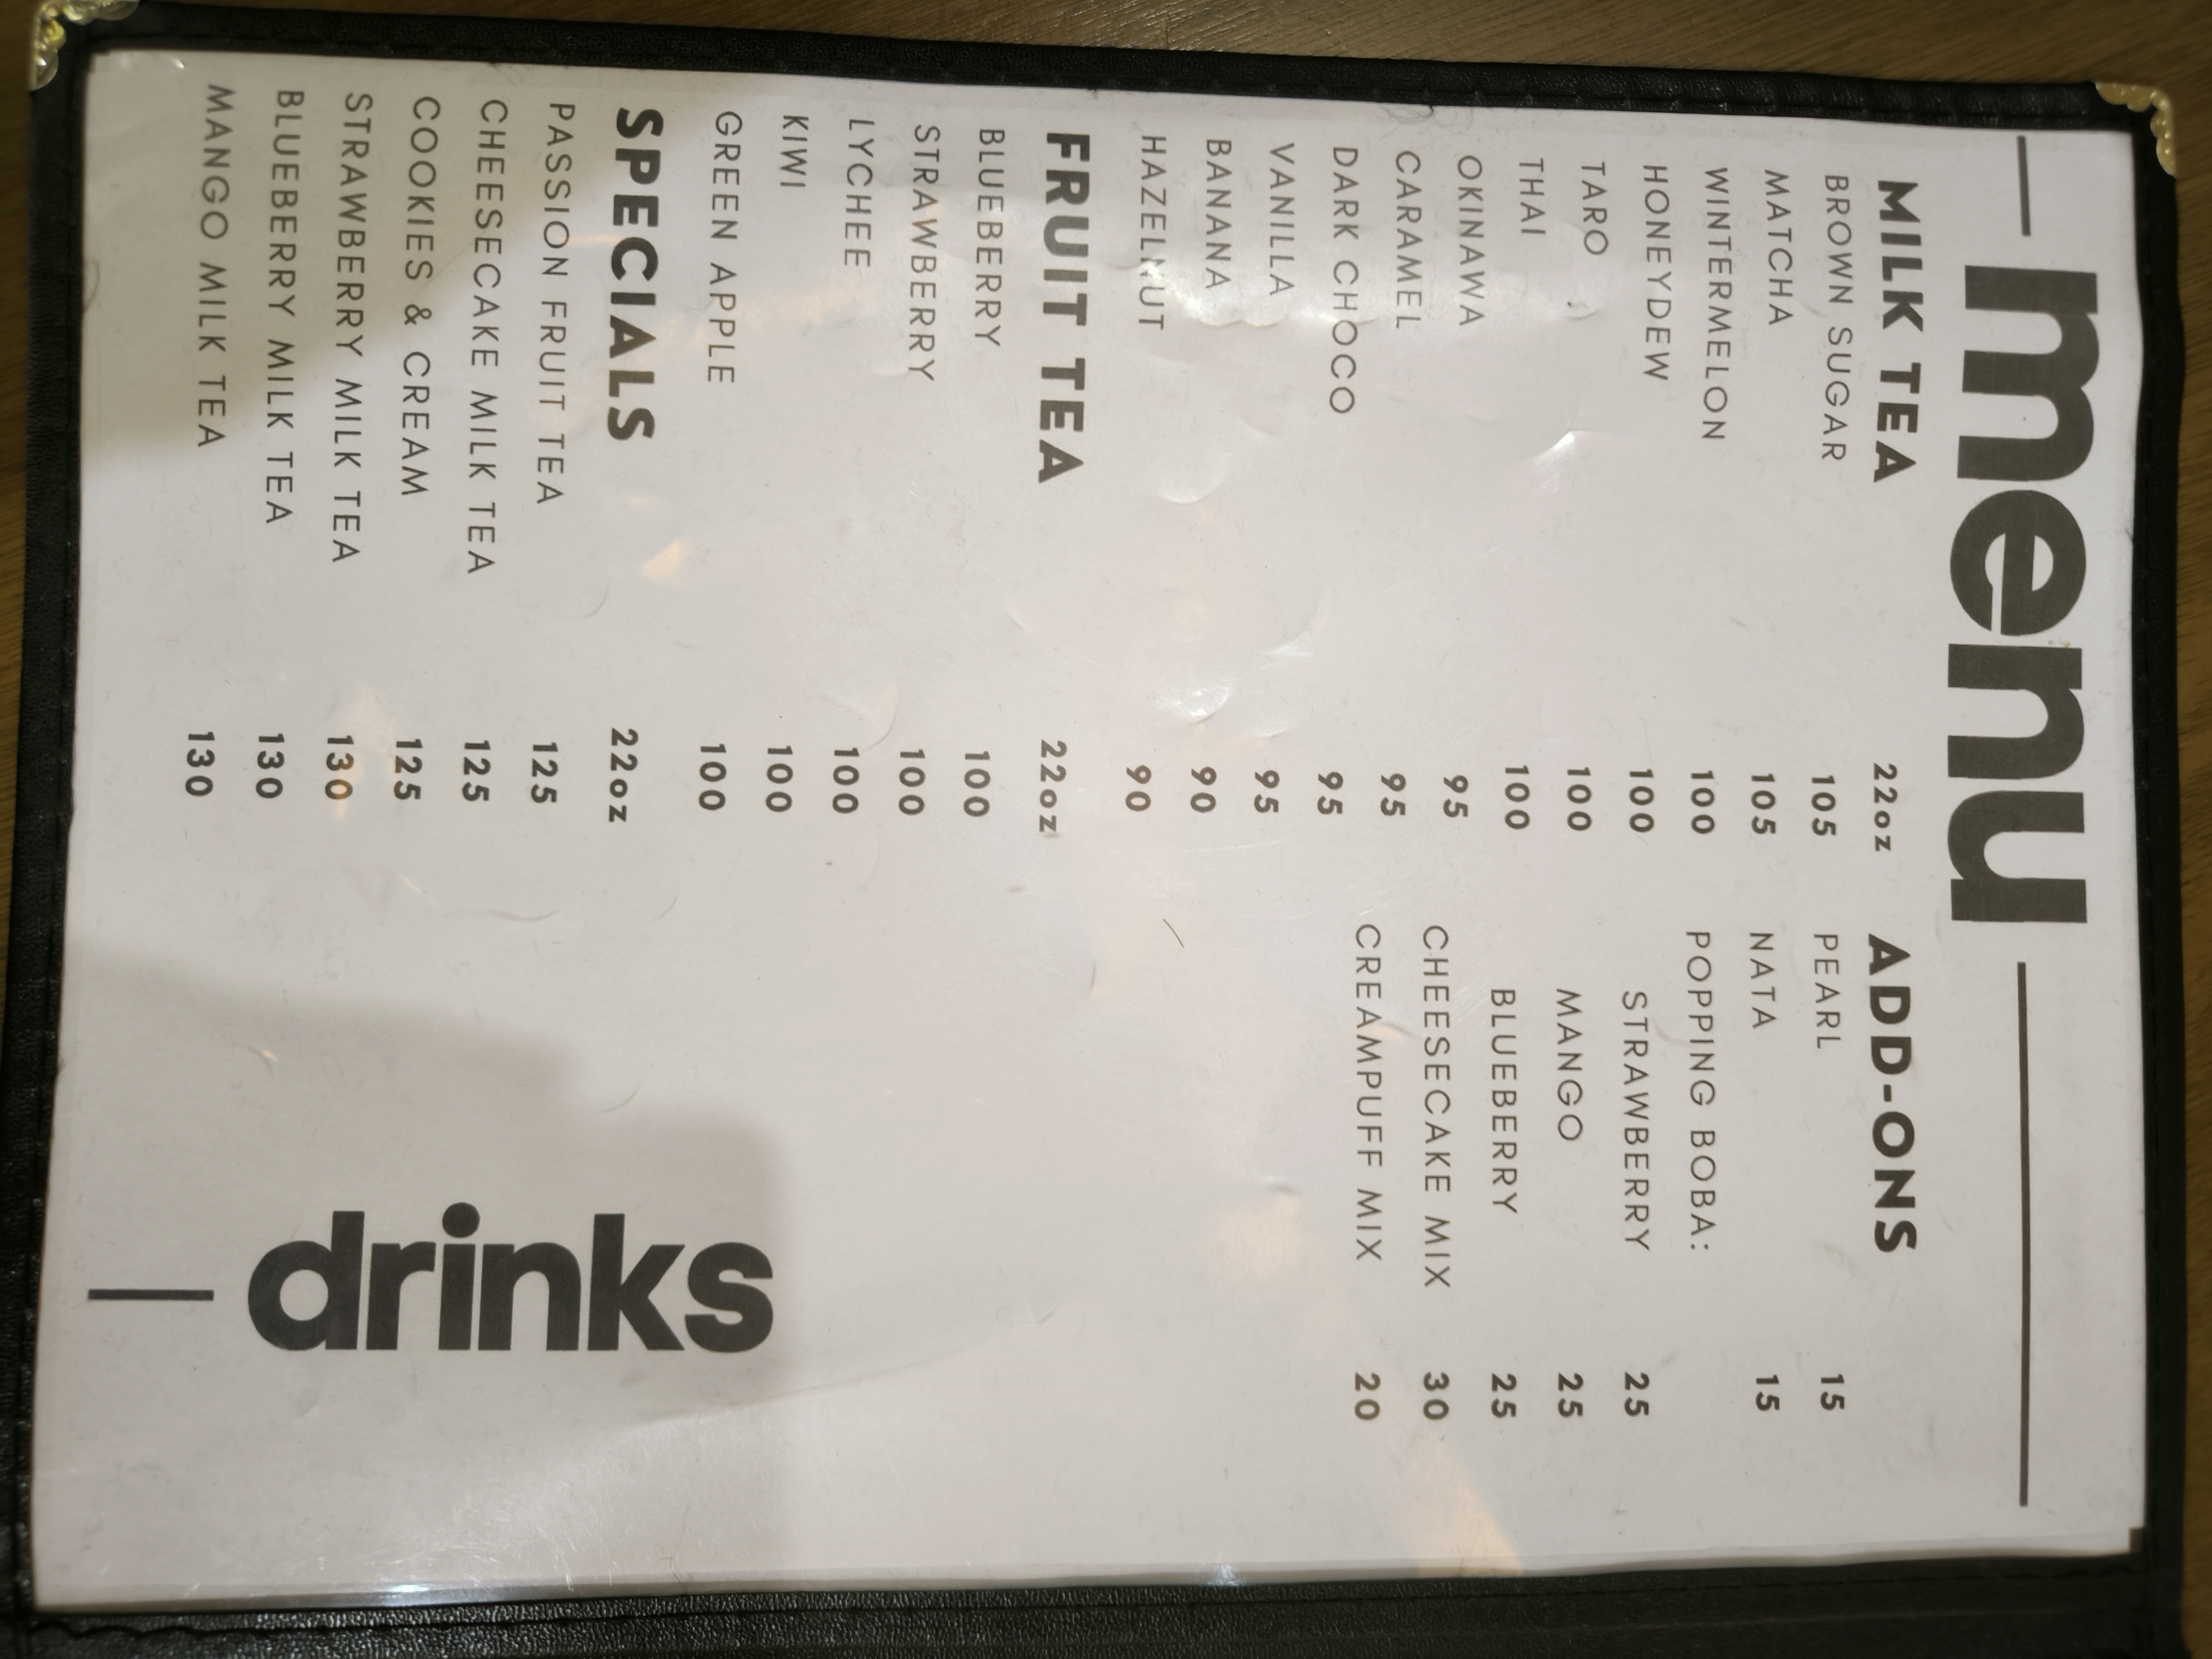 menu
MILK TEA 22oz
BROWN SUGAR 105
MATCHA 105
WINTERMELON 100
HONEYDEW 100
TARO 100
THAI 100
OKINAWA 95
CARAMEL 95
DARK CHOCO 95
VANILLA 95
BANANA 90
HAZELNUT 90
FRUIT TEA 22oz
BLUEBERRY 100
STRAWBERRY 100
LYCHEE 100
KIWI 100
GREEN APPLE 100
SPECIALS 22oz
PASSION FRUIT TEA 125
CHEESECAKE MILK TEA 125
COOKIES & CREAM 125
STRAWBERRY MILK TEA 130
BLUEBERRY MILK TEA 130
MANGO MILK TEA 130
ADD-ONS
PEARL 15
NATA 15
POPPING BOBA:
STRAWBERRY 25
MANGO 25
BLUEBERRY 25
CHEESECAKE MIX 30
CREAMPUFF MIX 20
drinks